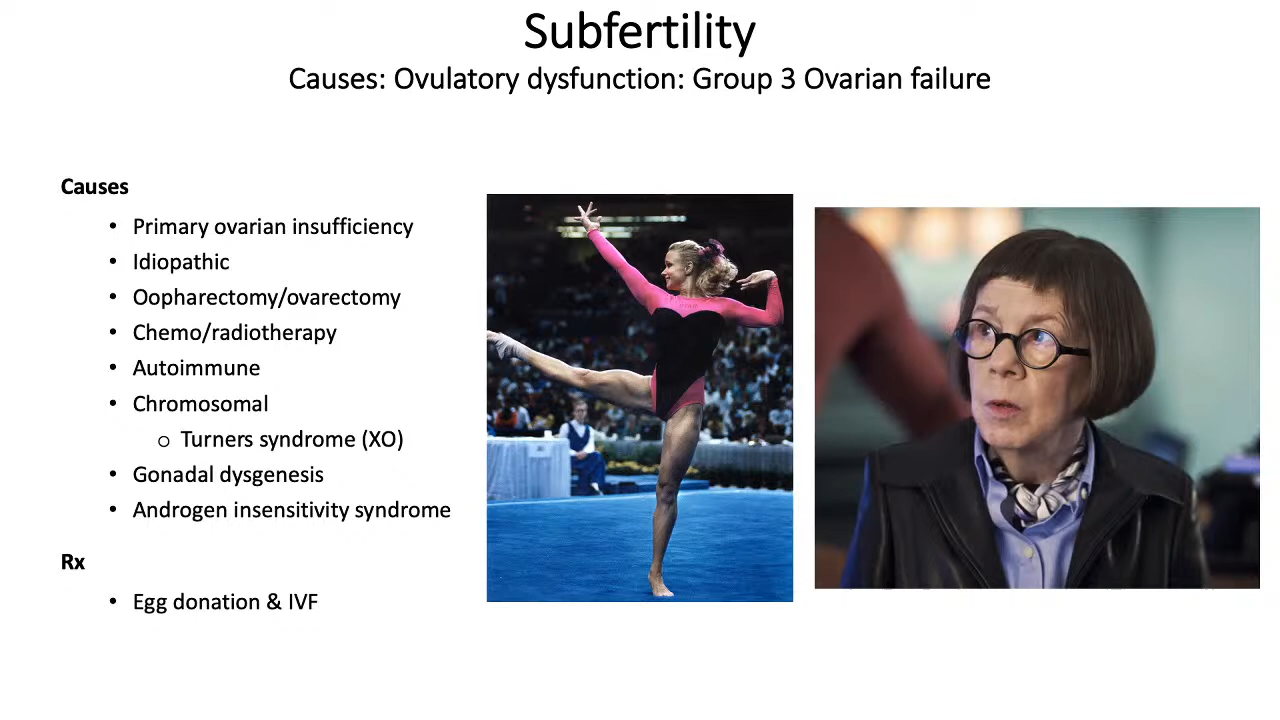 Subfertility
Causes: Ovulatory dysfunction: Group 3 Ovarian failure
Causes
• Primary ovarian insufficiency
• Idiopathic
• Oopharectomy/ovarectomy
• Chemo/radiotherapy
• Autoimmune
• Chromosomal
o Turners syndrome (XO)
• Gonadal dysgenesis
• Androgen insensitivity syndrome
Rx
• Egg donation & IVF